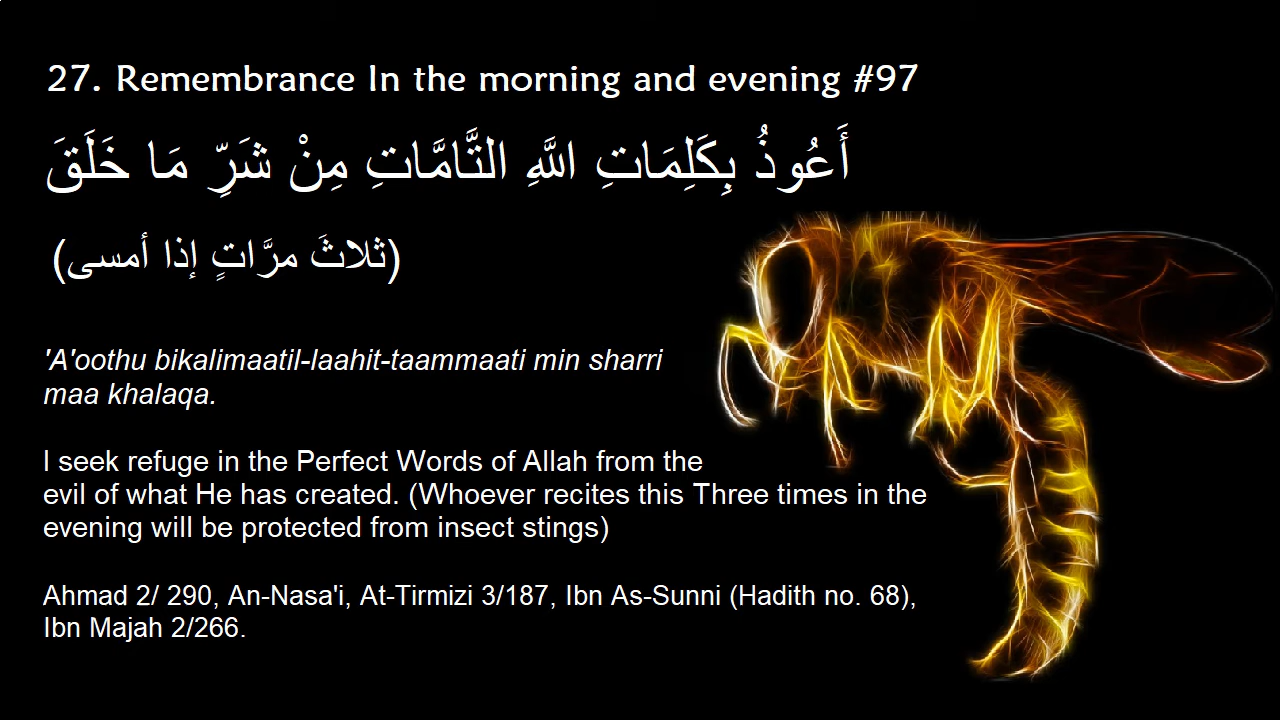 27. Remembrance In the morning and evening #97
أَعُوذُ بِكَلِمَاتِ اللَّهِ التَّامَّاتِ مِنْ شَرِّ مَا خَلَقَ
(ثلاثَ مرَّاتٍ إذا أمسى)
'A'oothu bikalimaatil-laahit-taammaati min sharri
maa khalaqa.
I seek refuge in the Perfect Words of Allah from the
evil of what He has created. (Whoever recites this Three times in the
evening will be protected from insect stings)
Ahmad 2/ 290, An-Nasa'i, At-Tirmizi 3/187, Ibn As-Sunni (Hadith no. 68),
Ibn Majah 2/266.